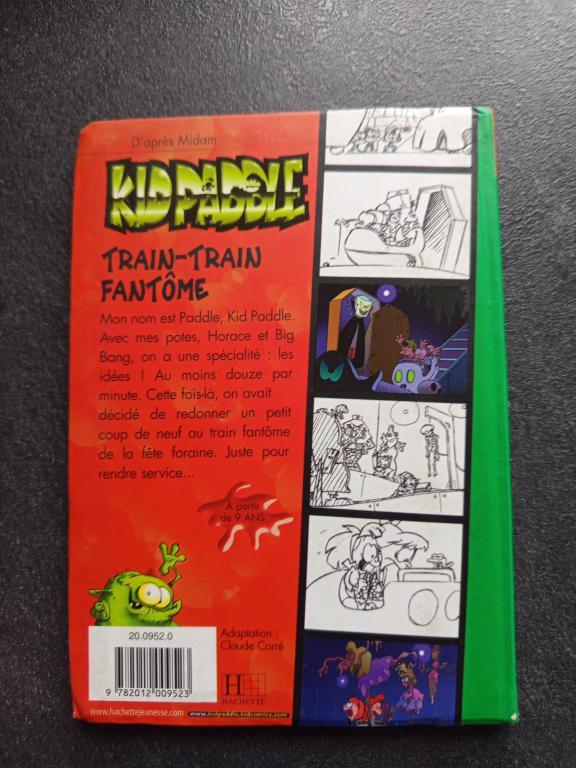 D'après Midam
KID PADDLE
TRAIN-TRAIN
FANTÔME
Mon nom est Paddle, Kid Paddle.
Avec mes potes, Horace et Big
Bang, on a une spécialité : les
idées ! Au moins douze par
minute. Cette fois-là, on avait
décidé de redonner un petit
coup de neuf au train fantôme
de la fête foraine. Juste pour
rendre service...
À partir
de 9 ANS
20.0952.0
9 782012 009523
Adaptation :
Claude Carré
H
HACHETTE
www.hachettejeunesse.com
www.kidpaddle.kidcomics.com